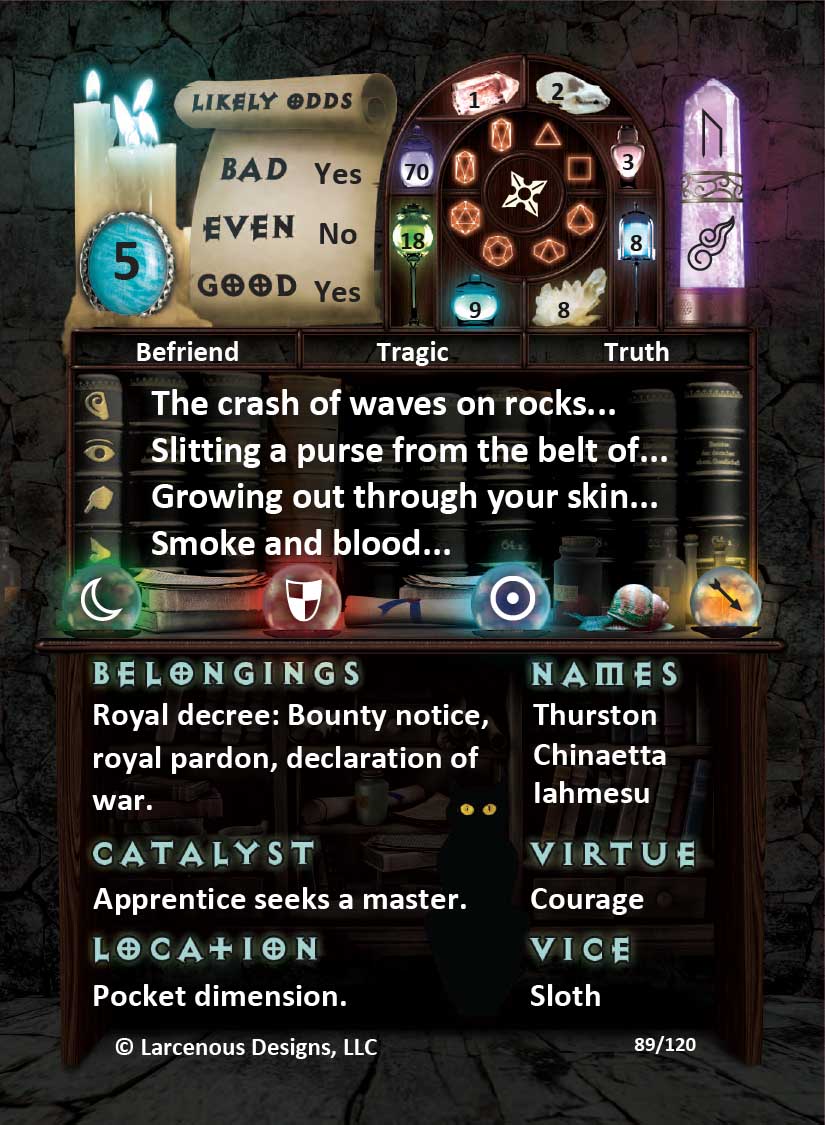 LIKELY ODDS
BAD Yes
EVEN No
GOOD Yes
5
1
2
70
3
18
8
9
8
Befriend Tragic Truth
The crash of waves on rocks...
Slitting a purse from the belt of...
Growing out through your skin...
Smoke and blood...
BELONGINGS
Royal decree: Bounty notice,
royal pardon, declaration of
war.
NAMES
Thurston
Chinaetta
Iahmesu
CATALYST
Apprentice seeks a master.
VIRTUE
Courage
LOCATION
Pocket dimension.
VICE
Sloth
© Larcenous Designs, LLC
89/120